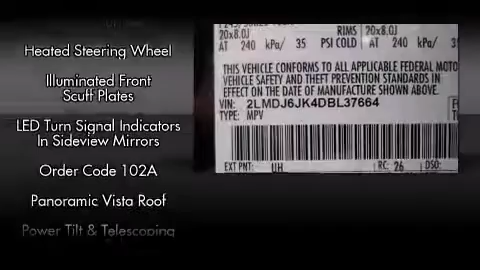 Heated Steering Wheel
Illuminated Front
Scuff Plates
LED Turn Signal Indicators
In Sideview Mirrors
Order Code 102A
Panoramic Vista Roof
Power Tilt & Telescoping
RIMS
20x8.0J 20x8.0J
AT 240 kPa/ 35 PSI COLD AT 240 kPa/ 35
THIS VEHICLE CONFORMS TO ALL APPLICABLE FEDERAL MOTO
VEHICLE SAFETY AND THEFT PREVENTION STANDARDS IN
EFFECT ON THE DATE OF MANUFACTURE SHOWN ABOVE.
VIN: 2LMDJ6JK4DBL37664
TYPE: MPV
EXT PNT: UH RC: 26 DSO: